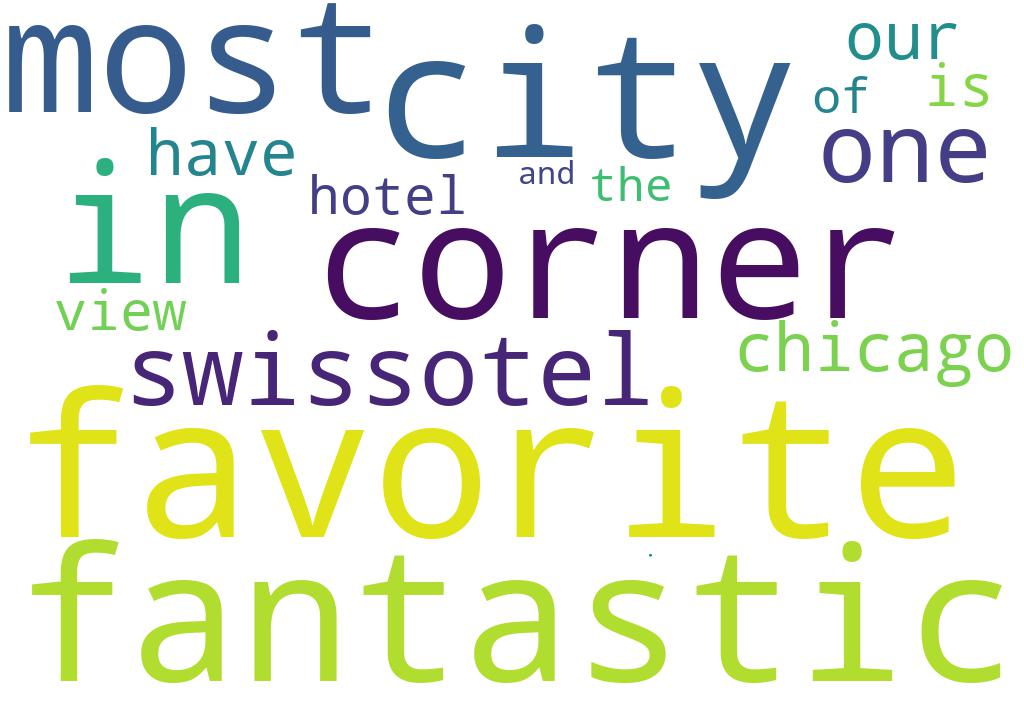 most city our
of is
have one
in hotel and the
corner
view
swissotel chicago
favorite
.
fantastic